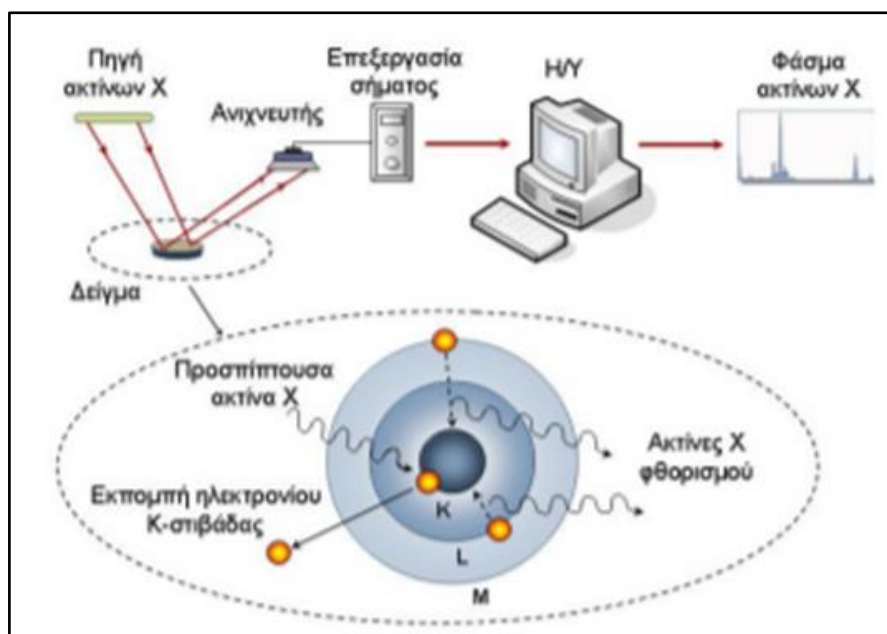 Πηγή
ακτίνων Χ
Ανιχνευτής
Επεξεργασία
σήματος
Η/Υ
Φάσμα
ακτίνων Χ
Δείγμα
Προσπίπτουσα
ακτίνα Χ
Ακτίνες Χ
φθορισμού
Εκπομπή ηλεκτρονίου
Κ-στιβάδας
K
L
M